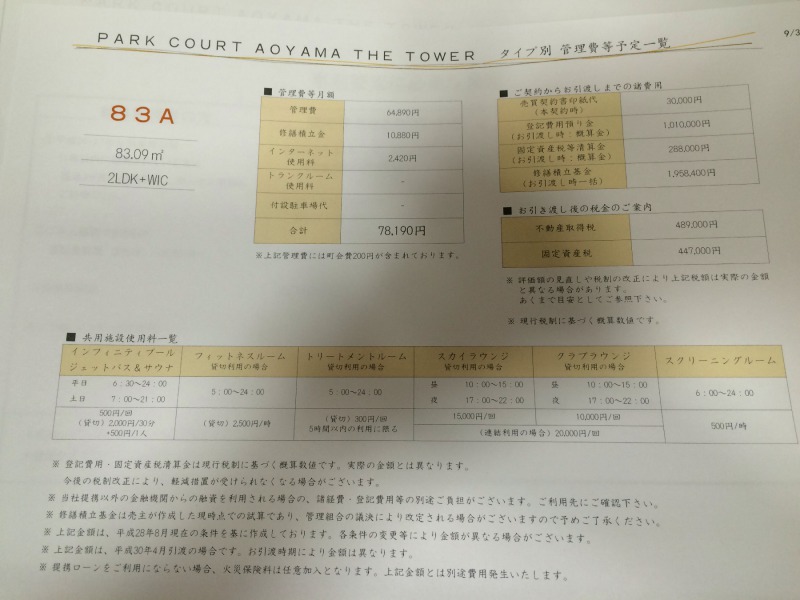 PARK COURT AOYAMA THE TOWER タイプ別 管理費等予定一覧
9/3
83A
83.09㎡
2LDK+WIC
■ 管理費等月額
管理費 64,890円
修繕積立金 10,880円
インターネット
使用料 2,420円
トランクルーム
使用料 -
付設駐車場代 -
合計 78,190円
※上記管理費には町会費200円が含まれております。
■ ご契約からお引渡しまでの諸費用
売買契約書印紙代
(本契約時) 30,000円
登記費用預り金
(お引渡し時:概算金) 1,010,000円
固定資産税等清算金
(お引渡し時:概算金) 288,000円
修繕積立基金
(お引渡し時一括) 1,958,400円
■ お引き渡し後の税金のご案内
不動産取得税 489,000円
固定資産税 447,000円
※ 評価額の見直しや税制の改正により上記税額は実際の金額
と異なる場合があります。
あくまで目安としてご参照下さい。
※ 現行税制に基づく概算数値です。
■ 共用施設使用料一覧
インフィニティプール
ジェットバス&サウナ
フィットネスルーム
貸切利用の場合
トリートメントルーム
貸切利用の場合
スカイラウンジ
貸切利用の場合
クラブラウンジ
貸切利用の場合
スクリーニングルーム
平日 6:30~24:00
土日 7:00~21:00
5:00~24:00
5:00~24:00
昼 10:00~15:00
夜 17:00~22:00
昼 10:00~15:00
夜 17:00~22:00
6:00~24:00
500円/回
(貸切) 2,000円/30分
+500円/1人
(貸切) 2,500円/時
(貸切) 300円/回
5時間以内の利用に限る
15,000円/回
10,000円/回
(連結利用の場合) 20,000円/回
500円/時
※ 登記費用・固定資産税清算金は現行税制に基づく概算数値です。実際の金額とは異なります。
今後の税制改正により、軽減措置が受けられなくなる場合がございます。
※ 当社提携以外の金融機関からの融資を利用される場合の、諸経費・登記費用等の別途ご負担がございます。ご利用先にご確認下さい。
※ 修繕積立基金は売主が作成した現時点での試算であり、管理組合の議決により改定される場合がございますので予めご了承ください。
※ 上記金額は、平成28年8月現在の条件を基に作成しております。各条件の変更等により金額が異なる場合がございます。
※ 上記金額は、平成30年4月引渡の場合です。お引渡時期により金額は異なります。
※ 提携ローンをご利用にならない場合、火災保険料は任意加入となります。上記金額とは別途費用発生いたします。